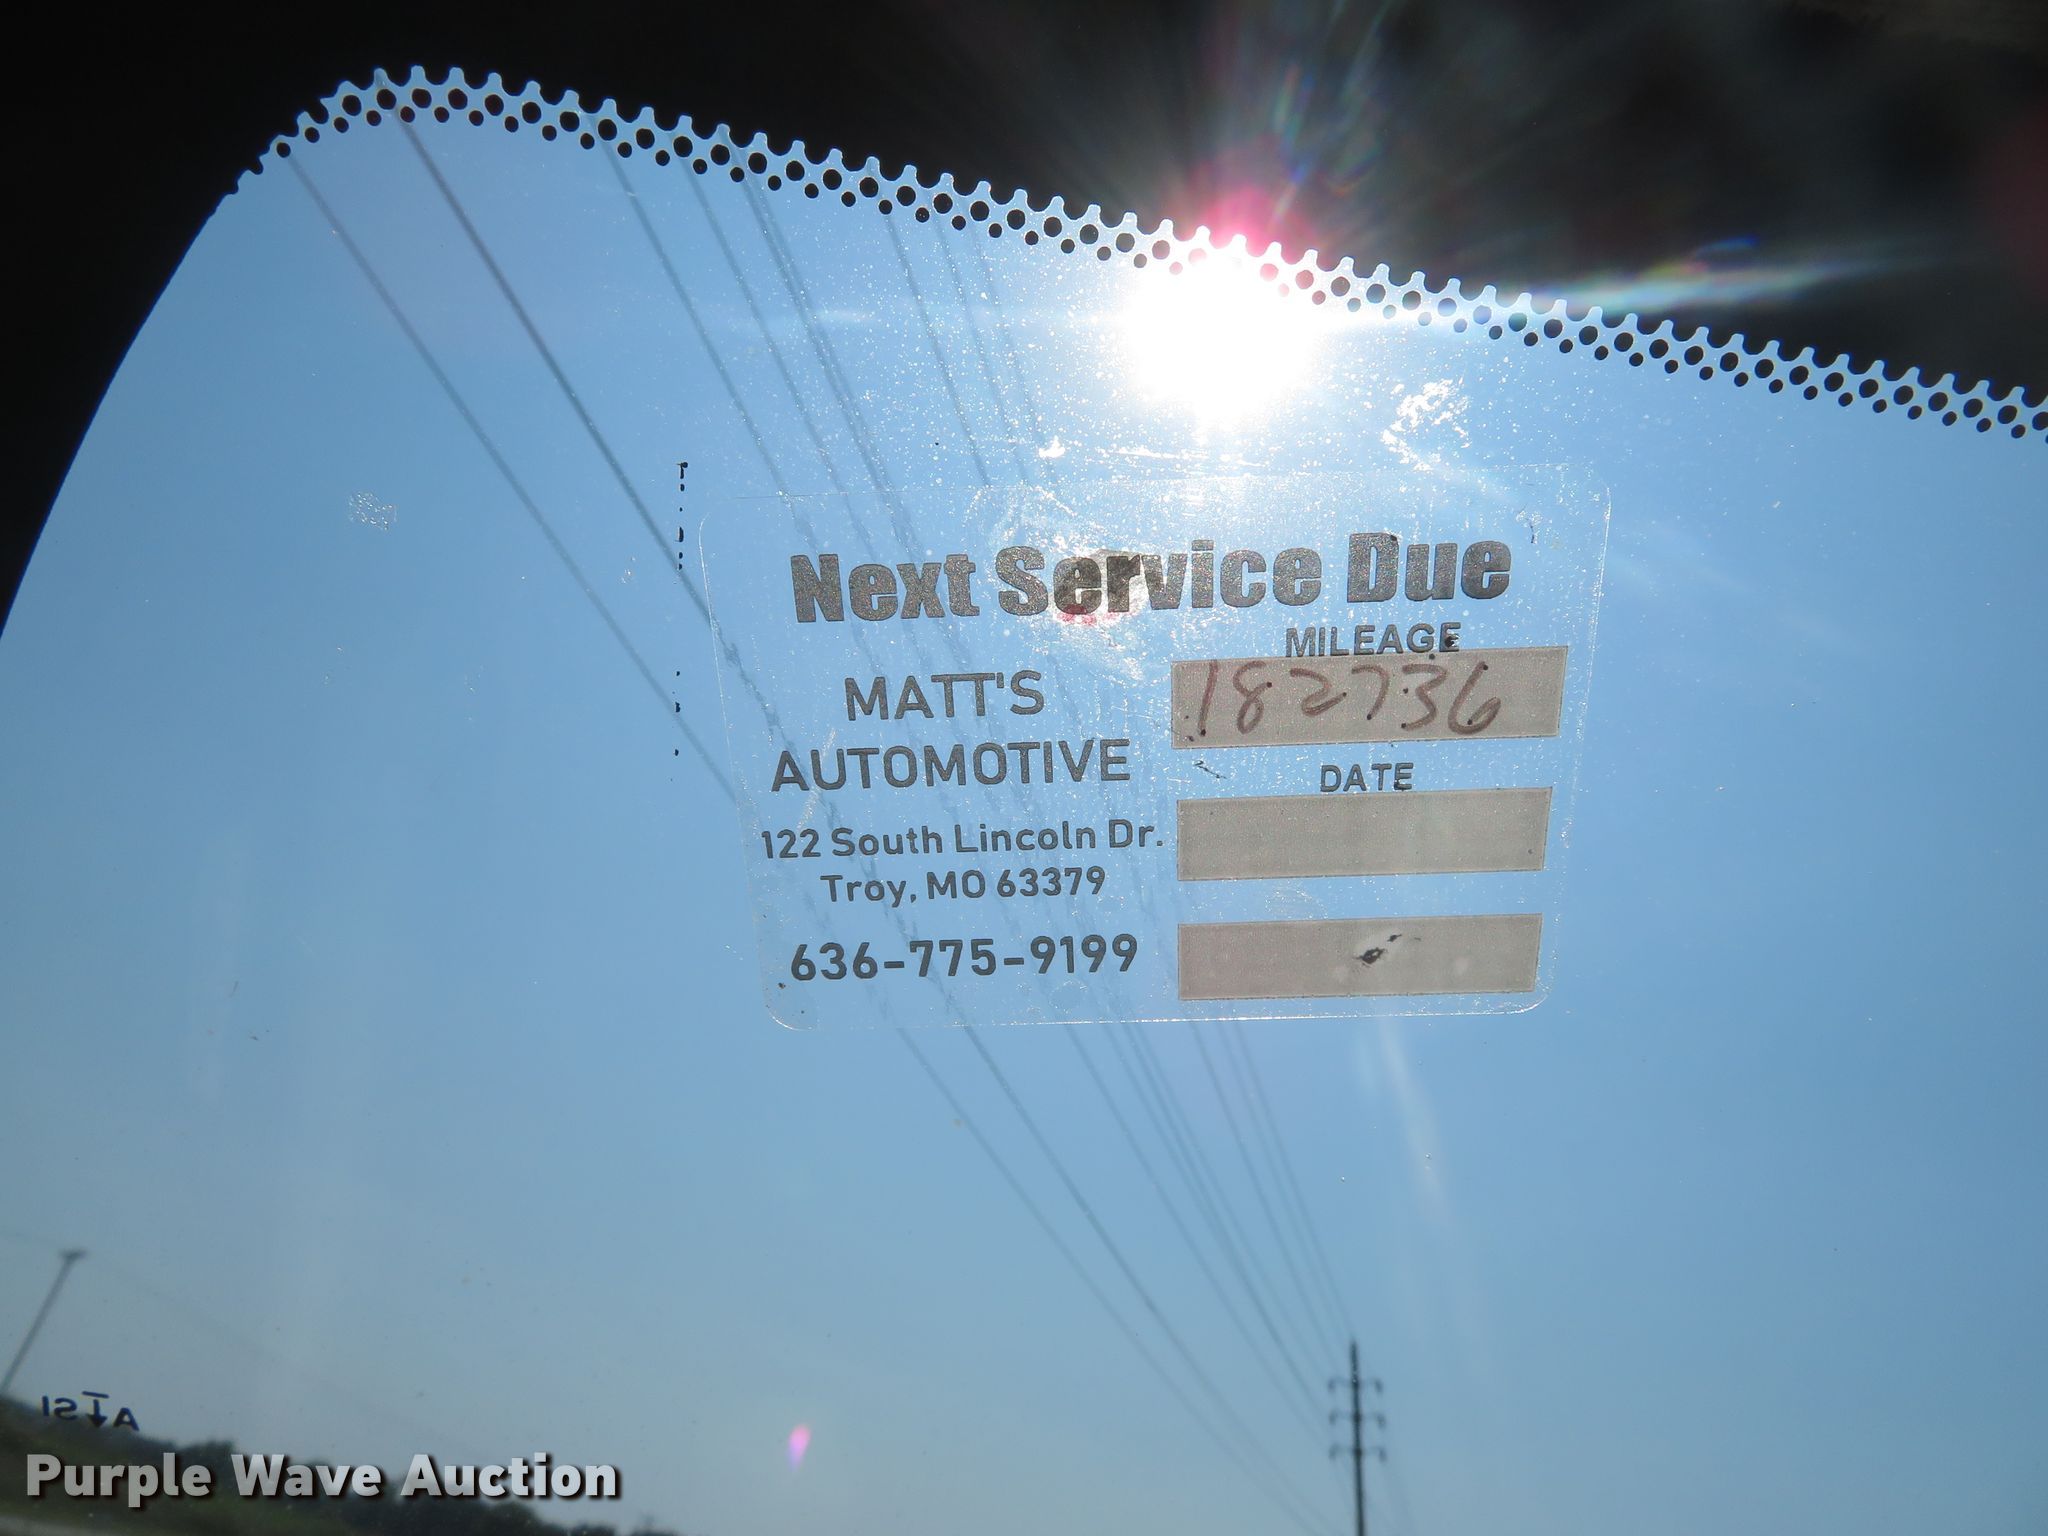 Next Service Due
MILEAGE
182736
MATT'S
AUTOMOTIVE
DATE
122 South Lincoln Dr.
Troy, MO 63379
636-775-9199
AS1
Purple Wave Auction